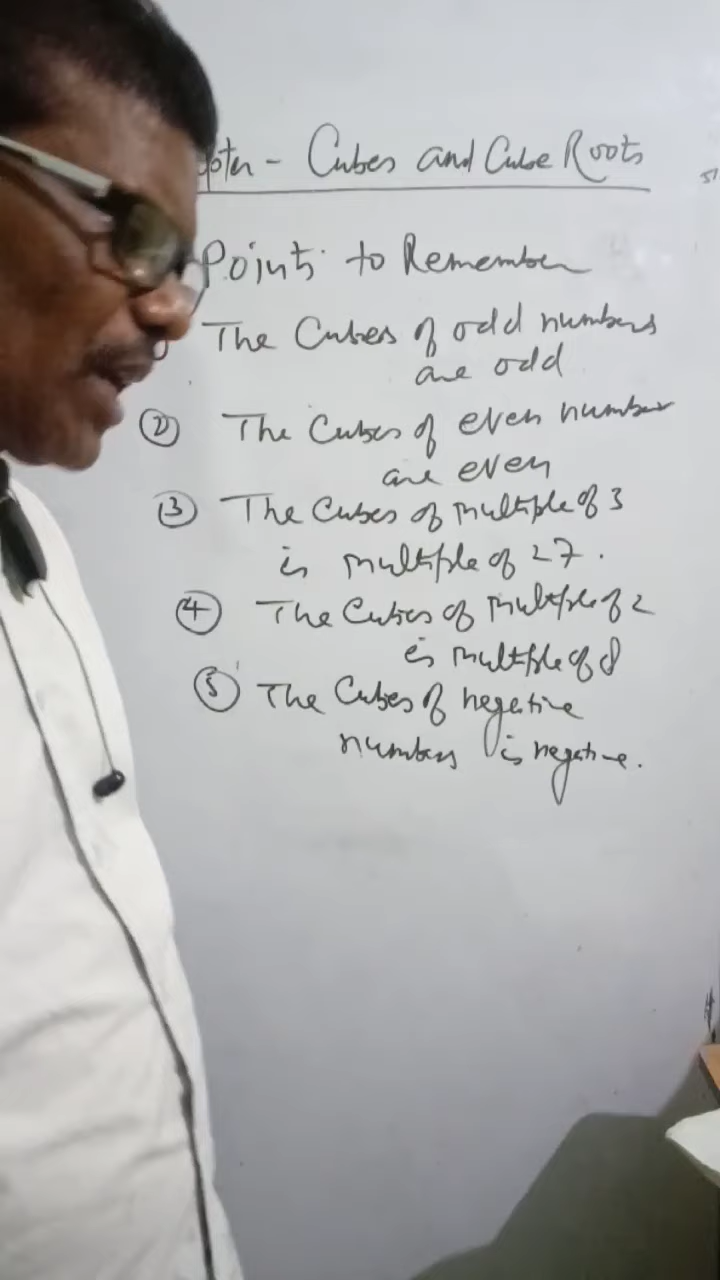 pter - Cubes and Cube Roots
Points to Remember
The Cubes of odd numbers
are odd
② The Cubes of even number
are even
③ The Cubes of multiple of 3
is multiple of 27.
④ The Cubes of multiple of 2
is multiple of 8
⑤ The Cubes of negative
numbers is negative.